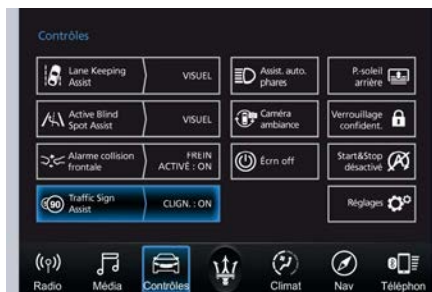 Contrôles
Lane Keeping
Assist
VISUEL
Assist. auto.
phares
P.-soleil
arrière
Active Blind
Spot Assist
VISUEL
Caméra
ambiance
Verrouillage
confident.
Alarme collision
frontale
FREIN
ACTIVÉ : ON
Écrn off
Start&Stop
désactivé
90
Traffic Sign
Assist
CLIGN. : ON
Réglages
Radio
Média
Contrôles
Climat
Nav
Téléphon